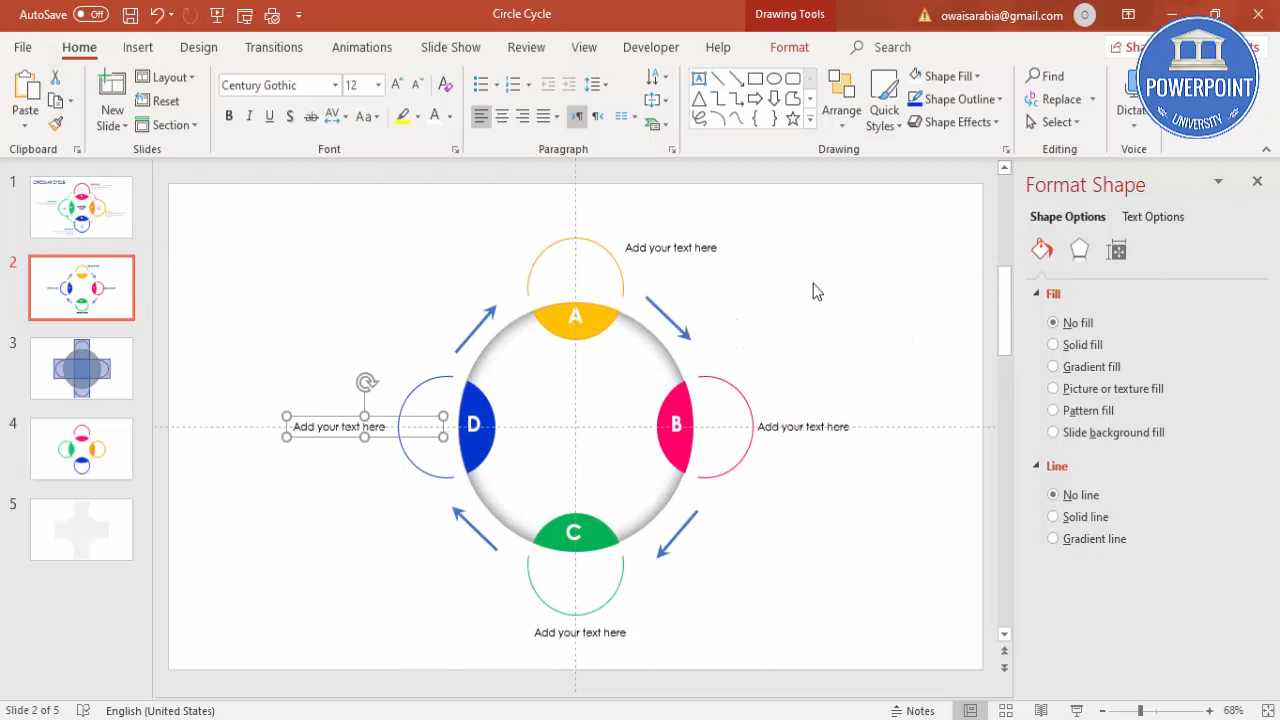 AutoSave Off
Circle Cycle
Drawing Tools
owaisarabia@gmail.com
O
File Home Insert Design Transitions Animations Slide Show Review View Developer Help Format Search
POWERPOINT
UNIVERSITY
Paste
Clipboard
New
Slide
Layout
Reset
Section
Slides
Century Gothic 12
B I U S ab AV Aa A
Font
Paragraph
Arrange
Quick
Styles
Shape Fill
Shape Outline
Shape Effects
Drawing
Find
Replace
Select
Editing
Voice
1
2
3
4
5
Add your text here
A
Add your text here
D
B
Add your text here
C
Add your text here
Format Shape
Shape Options Text Options
Fill
No fill
Solid fill
Gradient fill
Picture or texture fill
Pattern fill
Slide background fill
Line
No line
Solid line
Gradient line
Slide 2 of 5
English (United States)
Notes
68%